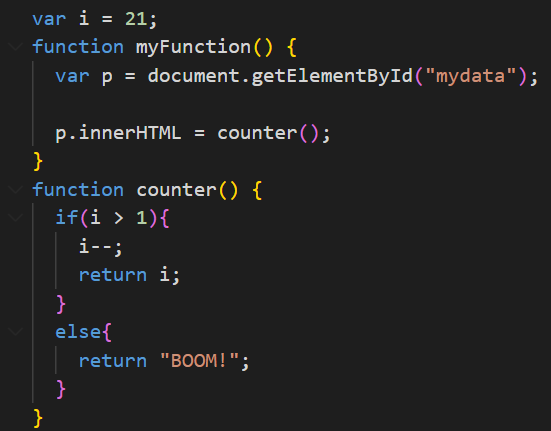 var i = 21;
function myFunction() {
  var p = document.getElementById("mydata");

  p.innerHTML = counter();
}
function counter() {
  if(i > 1){
    i--;
    return i;
  }
  else{
    return "BOOM!";
  }
}